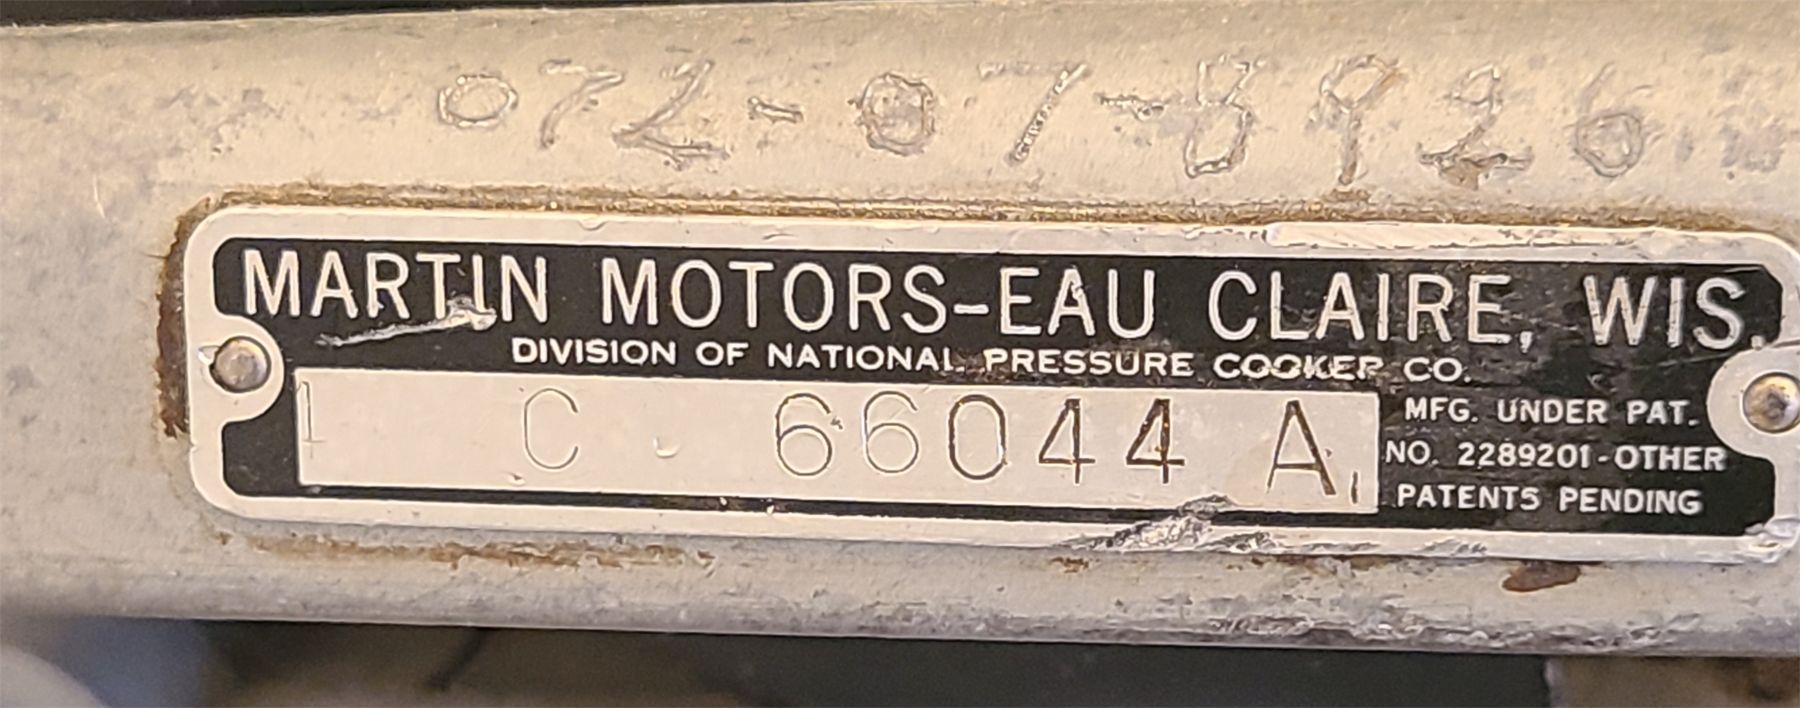 072-07-8926
MARTIN MOTORS-EAU CLAIRE, WIS.
DIVISION OF NATIONAL PRESSURE COOKER CO.
1 C 66044 A
MFG. UNDER PAT.
NO. 2289201-OTHER
PATENTS PENDING